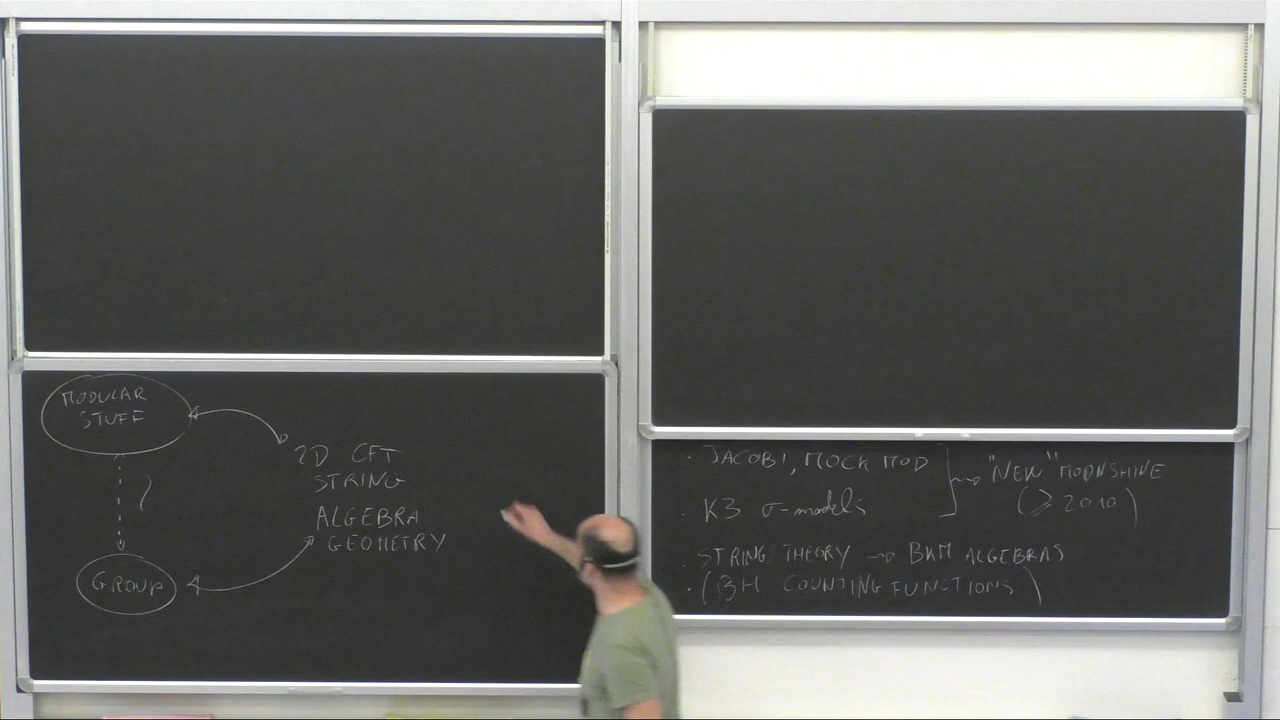 MODULAR
STUFF
2D CFT
STRING
?
ALGEBRA
GEOMETRY
GROUP
· JACOBI, MOCK MOD
· K3 σ-models
"NEW" MOONSHINE
(≥ 2010)
· STRING THEORY → BKM ALGEBRAS
· (BH COUNTING FUNCTIONS)